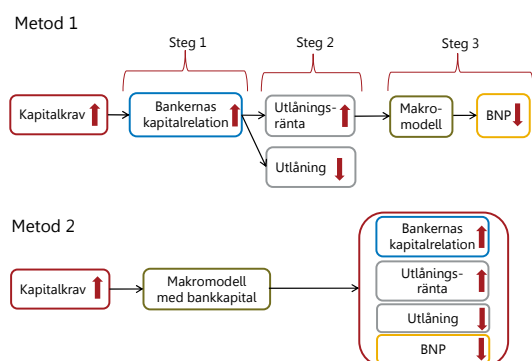 Metod 1
Steg 1
Steg 2
Steg 3
Kapitalkrav
Bankernas
kapitalrelation
Utlånings-
ränta
Makro-
modell
BNP
Utlåning
Metod 2
Kapitalkrav
Makromodell
med bankkapital
Bankernas
kapitalrelation
Utlånings-
ränta
Utlåning
BNP